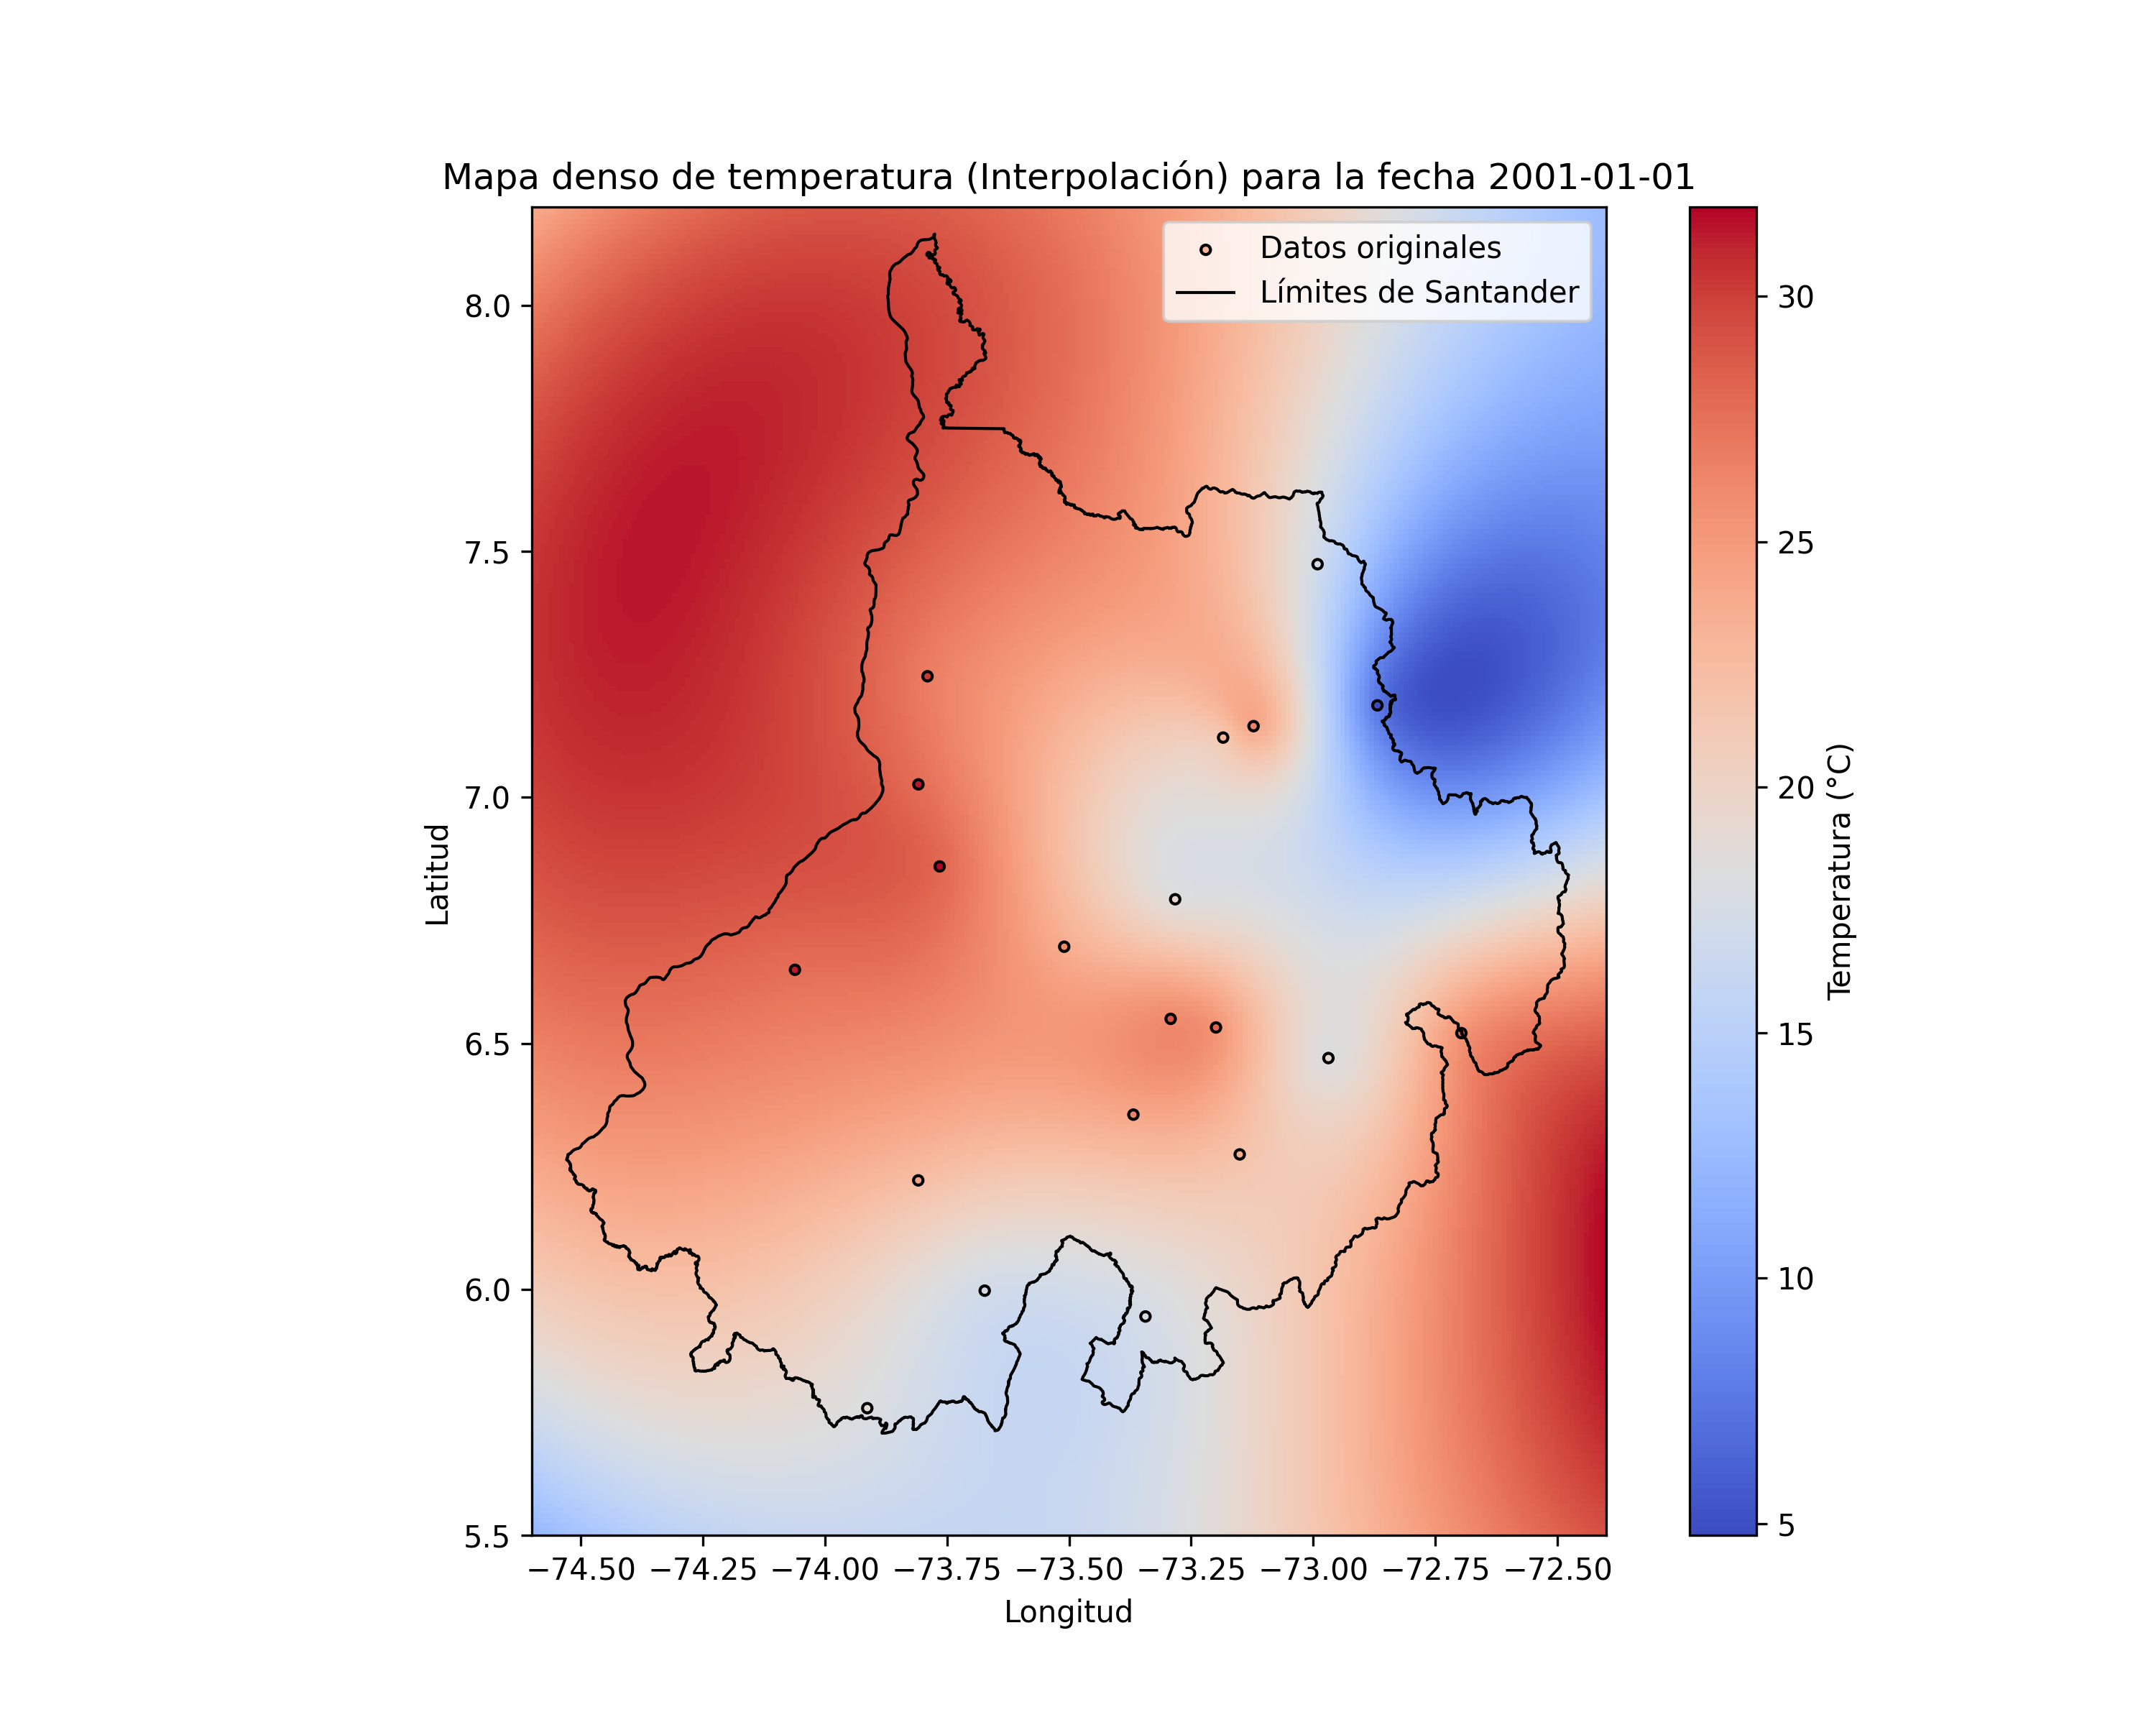 Mapa denso de temperatura (Interpolación) para la fecha 2001-01-01
Datos originales
Límites de Santander
8.0
7.5
7.0
6.5
6.0
5.5
Latitud
−74.50 −74.25 −74.00 −73.75 −73.50 −73.25 −73.00 −72.75 −72.50
Longitud
30
25
20
15
10
5
Temperatura (°C)